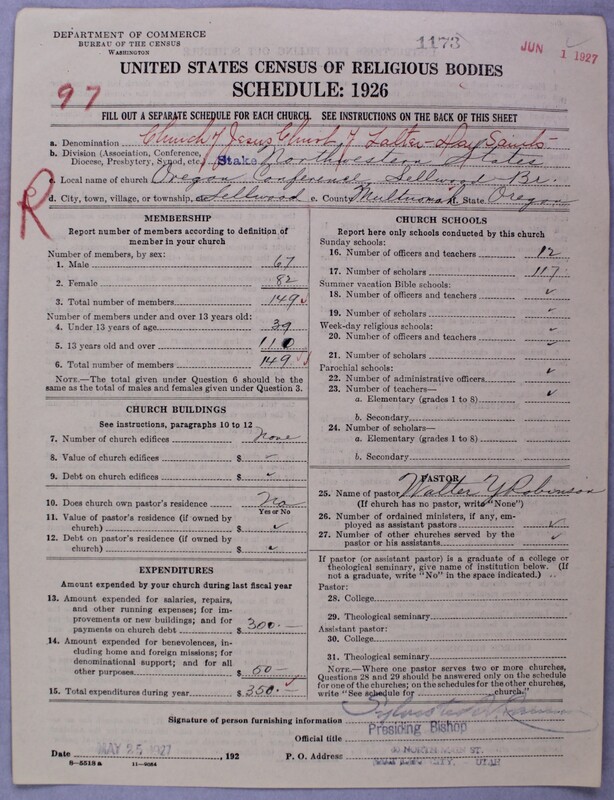 DEPARTMENT OF COMMERCE
BUREAU OF THE CENSUS
WASHINGTON
1173
JUN 1 1927
UNITED STATES CENSUS OF RELIGIOUS BODIES
SCHEDULE: 1926
97
FILL OUT A SEPARATE SCHEDULE FOR EACH CHURCH. SEE INSTRUCTIONS ON THE BACK OF THIS SHEET
a. Denomination Church of Jesus Christ of Latter-Day Saints
b. Division (Association, Conference, Diocese, Presbytery, Synod, etc.) Stake Northwestern States
c. Local name of church Oregon Conference Sellwood Br.
d. City, town, village, or township Sellwood e. County Multnomah f. State Oregon
R
MEMBERSHIP
Report number of members according to definition of
member in your church
Number of members, by sex:
1. Male 67
2. Female 82
3. Total number of members 149
Number of members under and over 13 years old:
4. Under 13 years of age 39
5. 13 years old and over 110
6. Total number of members 149
NOTE.—The total given under Question 6 should be
same as the total of males and females given under Question 3.
CHURCH BUILDINGS
See instructions, paragraphs 10 to 12
7. Number of church edifices None
8. Value of church edifices $ -
9. Debt on church edifices $ ✓
10. Does church own pastor's residence No
Yes or No
11. Value of pastor's residence (if owned by
church) $ ✓
12. Debt on pastor's residence (if owned by
church) $ ✓
EXPENDITURES
Amount expended by your church during last fiscal year
13. Amount expended for salaries, repairs,
and other running expenses; for im-
provements or new buildings; and for
payments on church debt $ 300.—
14. Amount expended for benevolences, in-
cluding home and foreign missions; for
denominational support; and for all
other purposes $ 50—
15. Total expenditures during year $ 350.—
CHURCH SCHOOLS
Report here only schools conducted by this church
Sunday schools:
16. Number of officers and teachers 12
17. Number of scholars 117
Summer vacation Bible schools:
18. Number of officers and teachers ✓
19. Number of scholars ✓
Week-day religious schools:
20. Number of officers and teachers ✓
21. Number of scholars
Parochial schools:
22. Number of administrative officers ✓
23. Number of teachers— ✓
a. Elementary (grades 1 to 8)
b. Secondary
24. Number of scholars—
a. Elementary (grades 1 to 8)
b. Secondary
PASTOR
25. Name of pastor Walter Y Robinson
(If church has no pastor, write "None")
26. Number of ordained ministers, if any, em-
ployed as assistant pastors ✓
27. Number of other churches served by the
pastor or his assistants ✓
If pastor (or assistant pastor) is a graduate of a college or
theological seminary, give name of institution below. (If
not a graduate, write "No" in the space indicated.)
Pastor:
28. College
29. Theological seminary
Assistant pastor:
30. College
31. Theological seminary
NOTE.—Where one pastor serves two or more churches,
Questions 28 and 29 should be answered only on the schedule
for one of the churches; on the schedules for the other churches,
write "See schedule for church."
Signature of person furnishing information
Official title Presiding Bishop
Date MAY 25 1927, 192 P. O. Address NORTH MAIN ST.
CITY, UTAH
8—5518 a 11—9084